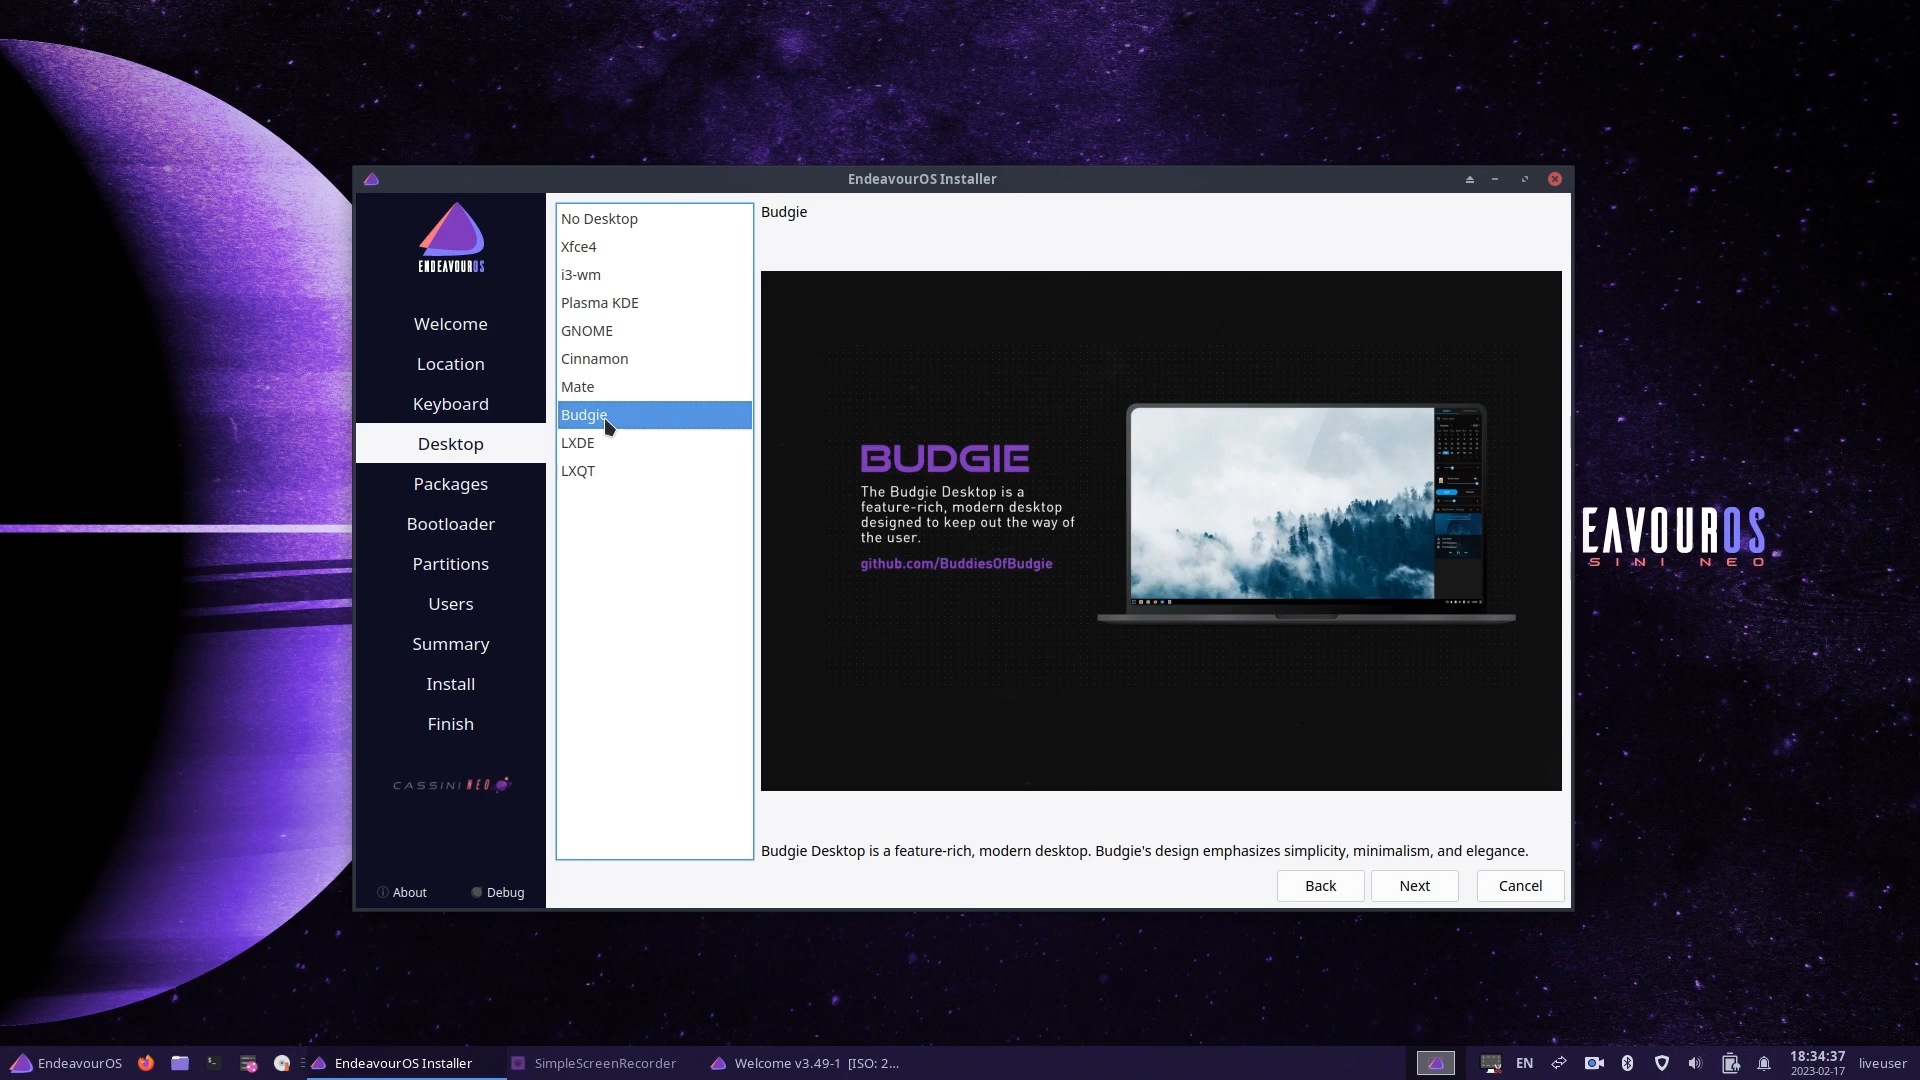 EndeavourOS Installer
ENDEAVOUROS
Welcome
Location
Keyboard
Desktop
Packages
Bootloader
Partitions
Users
Summary
Install
Finish
CASSINI NEO
About
Debug
No Desktop
Xfce4
i3-wm
Plasma KDE
GNOME
Cinnamon
Mate
Budgie
LXDE
LXQT
Budgie
BUDGIE
The Budgie Desktop is a
feature-rich, modern desktop
designed to keep out the way of
the user.
github.com/BuddiesOfBudgie
Budgie Desktop is a feature-rich, modern desktop. Budgie's design emphasizes simplicity, minimalism, and elegance.
Back
Next
Cancel
EAVOUROS
SINI NEO
EndeavourOS
EndeavourOS Installer
SimpleScreenRecorder
Welcome v3.49-1 [ISO: 2...
EN
18:34:37
2023-02-17
liveuser